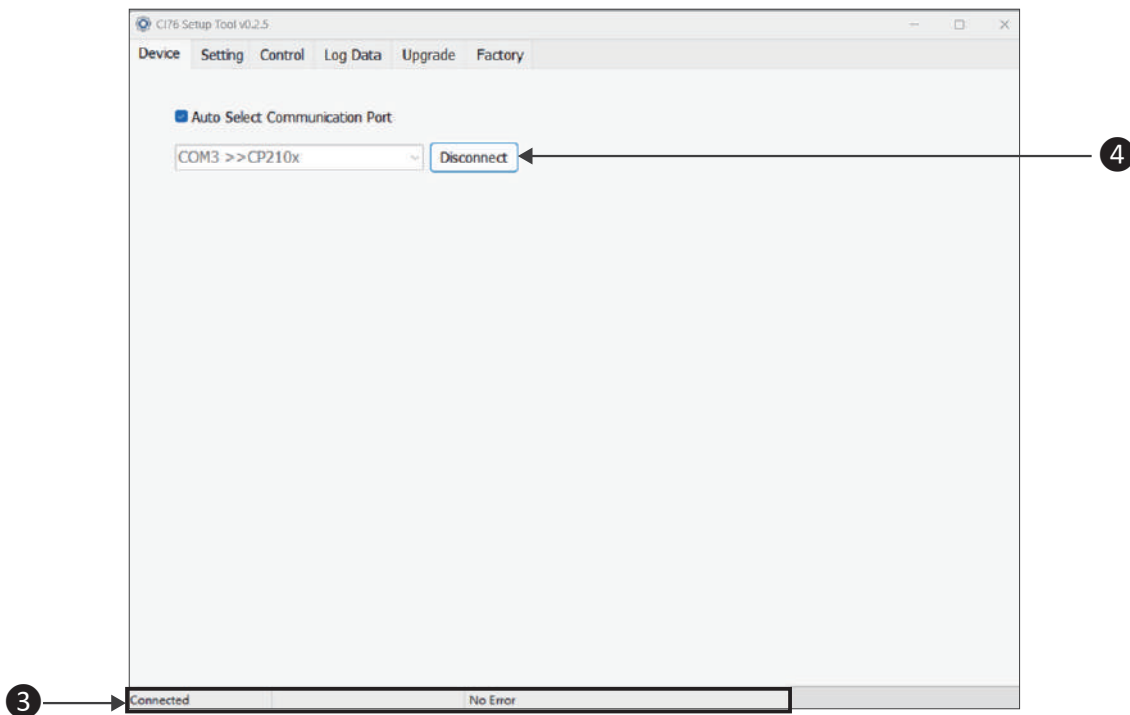 CI76 Setup Tool v0.2.5
Device Setting Control Log Data Upgrade Factory
Auto Select Communication Port
COM3 >>CP210x Disconnect 4
3 Connected No Error